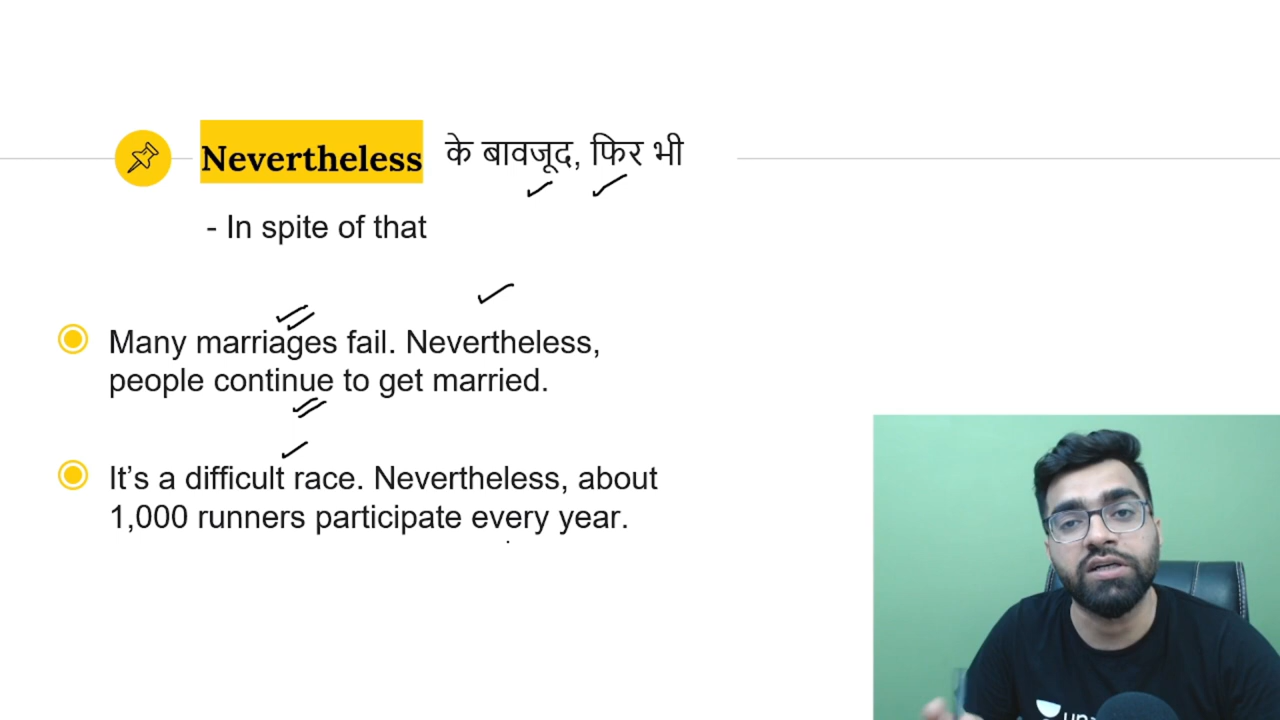 Nevertheless के बावजूद, फिर भी
- In spite of that
Many marriages fail. Nevertheless,
people continue to get married.
It’s a difficult race. Nevertheless, about
1,000 runners participate every year.